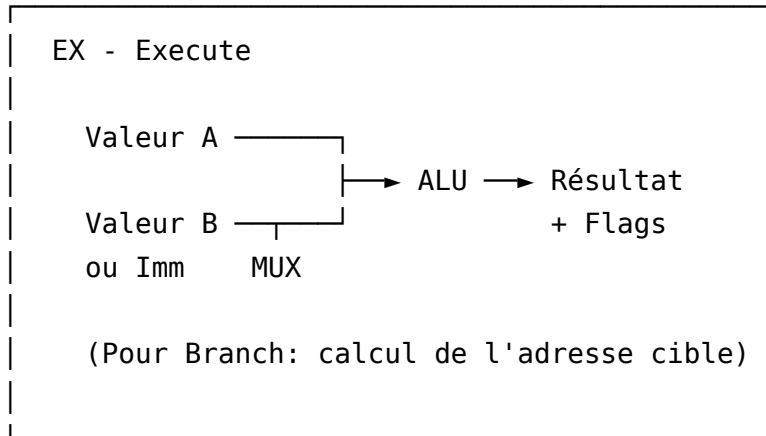 EX - Execute
Valeur A
ALU Résultat
Valeur B + Flags
ou Imm MUX
(Pour Branch: calcul de l'adresse cible)